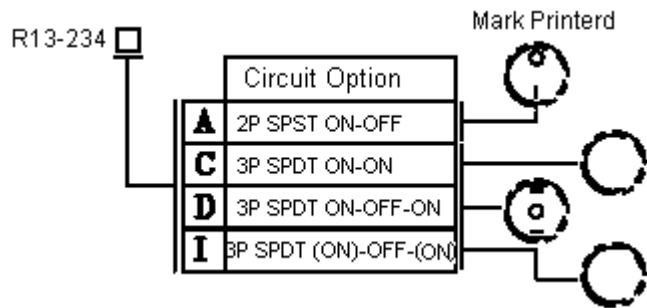 Mark Printerd
R13-234
Circuit Option
A 2P SPST ON-OFF
C 3P SPDT ON-ON
D 3P SPDT ON-OFF-ON
I 3P SPDT (ON)-OFF-(ON)